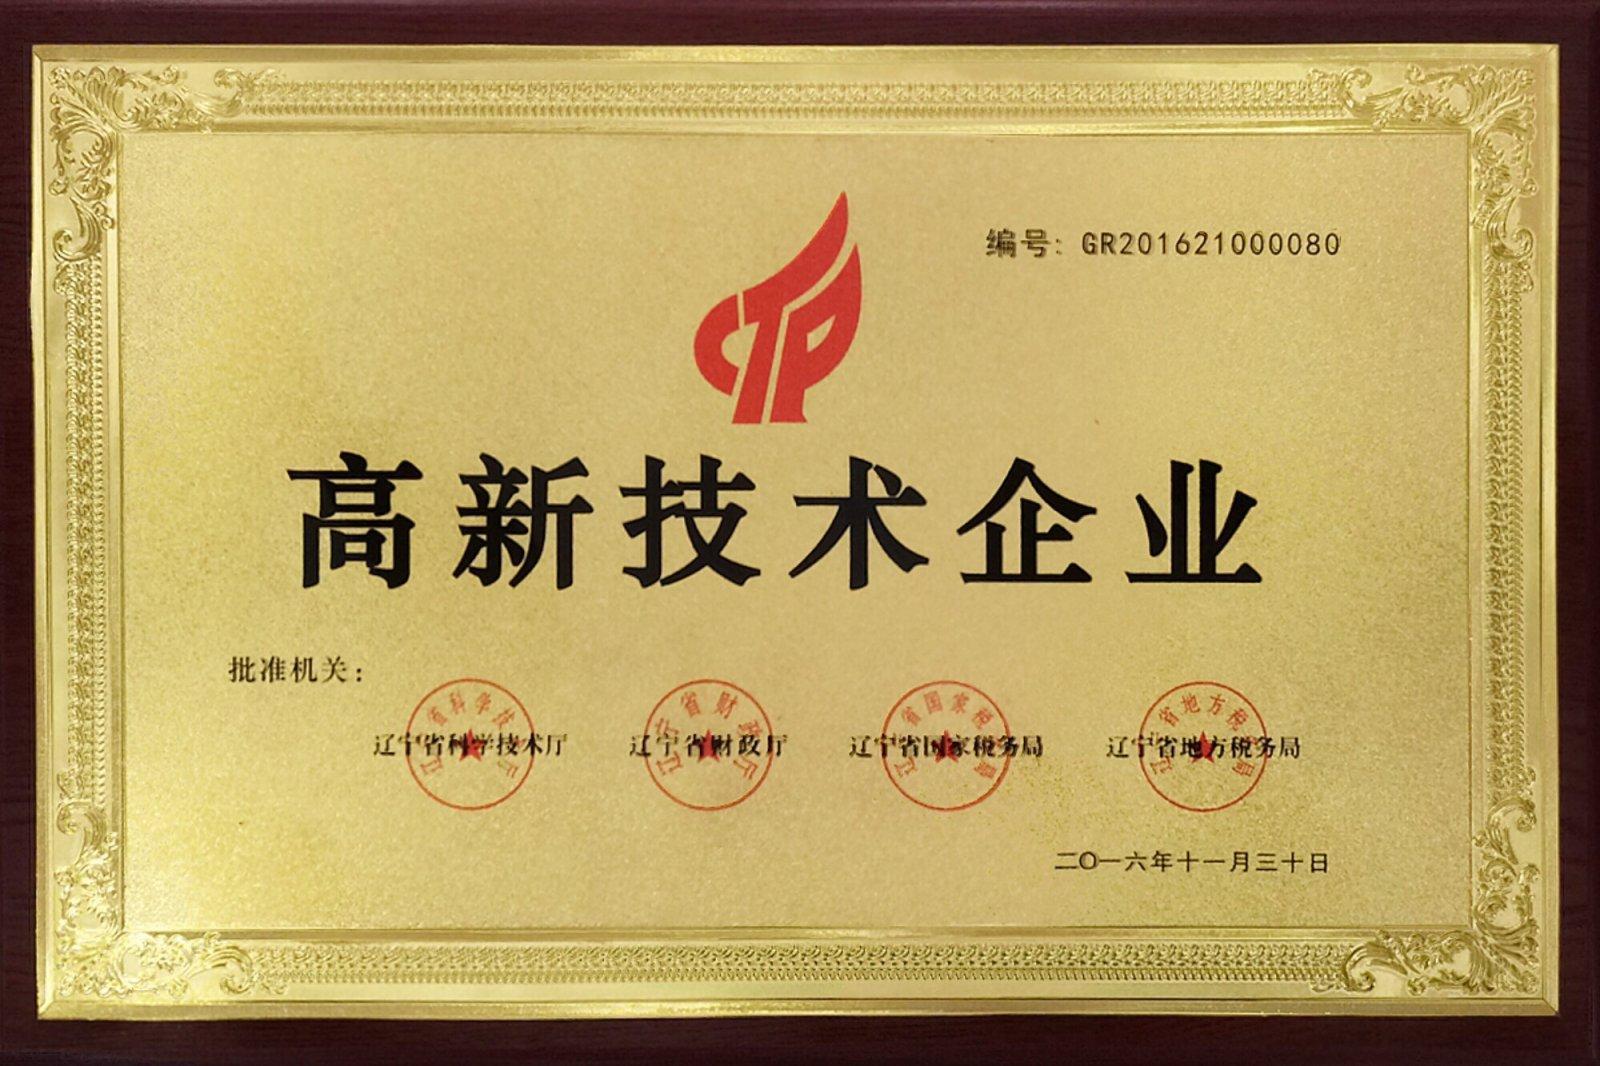 编号：GR201621000080
高新技术企业
批准机关：
辽宁省科学技术厅 辽宁省财政厅 辽宁省国家税务局 辽宁省地方税务局
二〇一六年十一月三十日